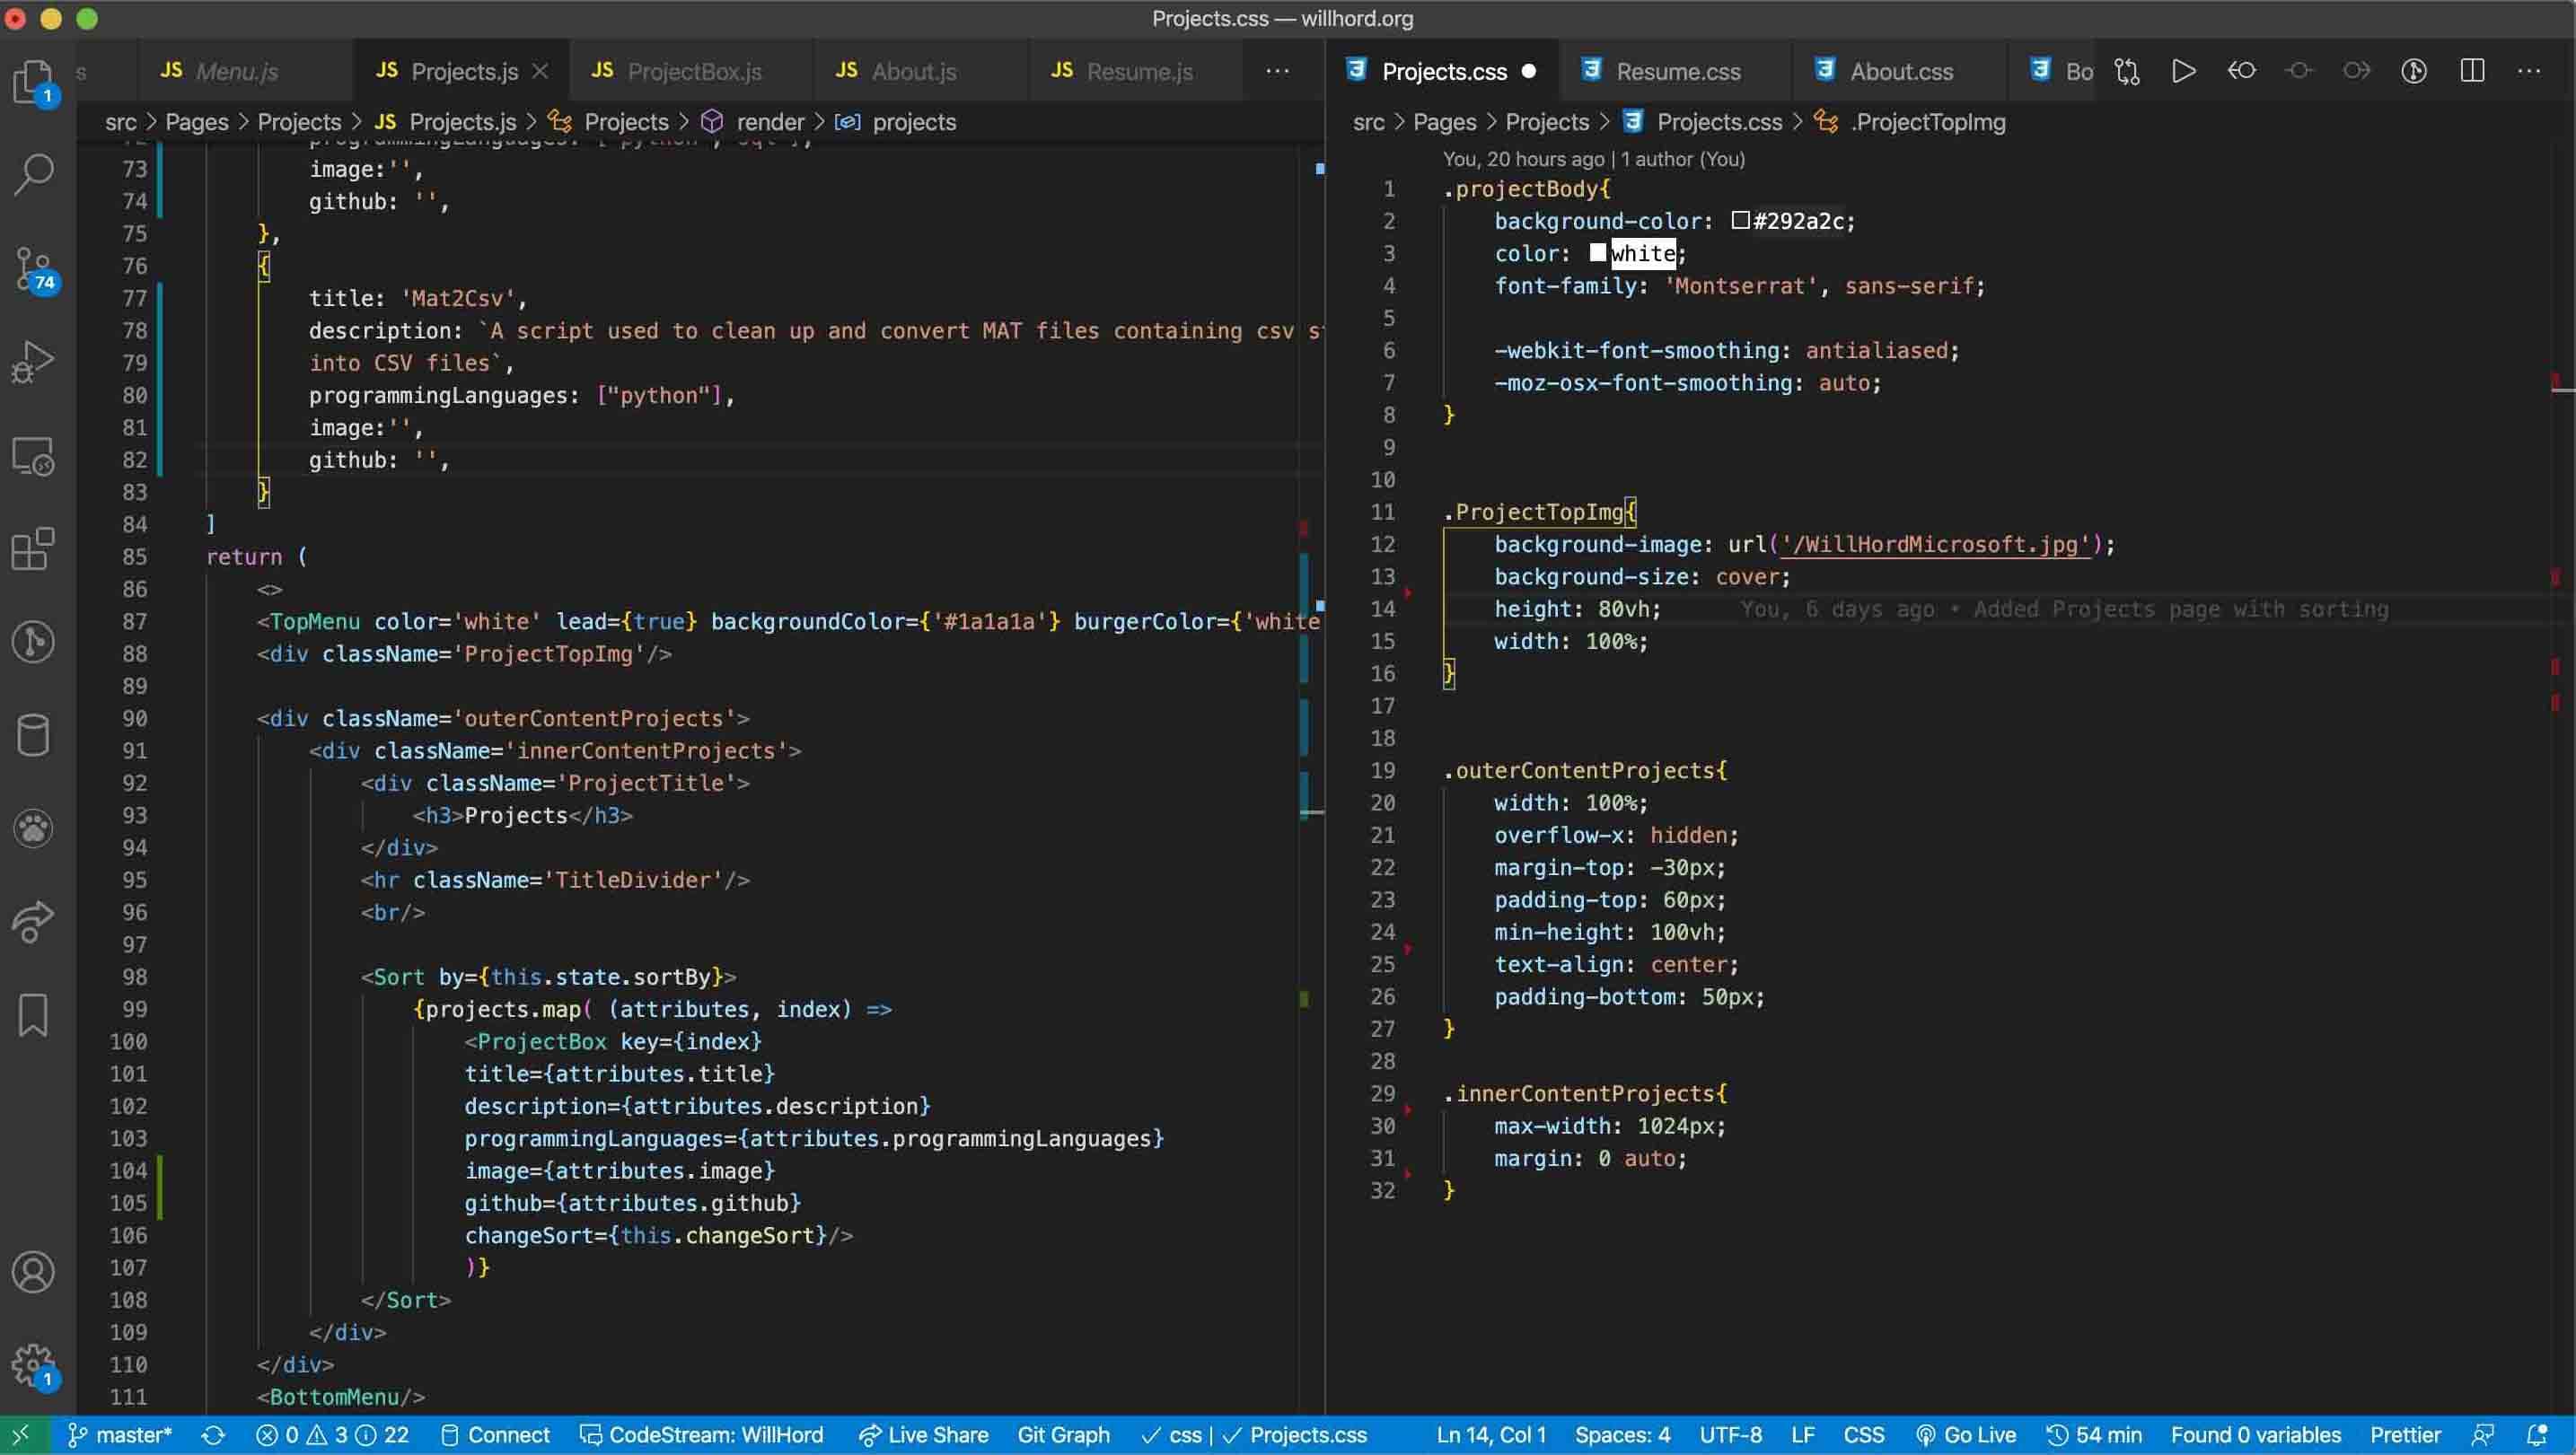 Projects.css — willhord.org
s
JS Menu.js
JS Projects.js
JS ProjectBox.js
JS About.js
JS Resume.js
Projects.css
Resume.css
About.css
Bo
src > Pages > Projects > JS Projects.js > Projects > render > projects
73 image:'',
74 github: '',
75 },
76 {
77 title: 'Mat2Csv',
78 description: `A script used to clean up and convert MAT files containing csv s
79 into CSV files`,
80 programmingLanguages: ["python"],
81 image:'',
82 github: '',
83 }
84 ]
85 return (
86 <>
87 <TopMenu color='white' lead={true} backgroundColor={'#1a1a1a'} burgerColor={'white
88 <div className='ProjectTopImg'/>
89
90 <div className='outerContentProjects'>
91 <div className='innerContentProjects'>
92 <div className='ProjectTitle'>
93 <h3>Projects</h3>
94 </div>
95 <hr className='TitleDivider'/>
96 <br/>
97
98 <Sort by={this.state.sortBy}>
99 {projects.map( (attributes, index) =>
100 <ProjectBox key={index}
101 title={attributes.title}
102 description={attributes.description}
103 programmingLanguages={attributes.programmingLanguages}
104 image={attributes.image}
105 github={attributes.github}
106 changeSort={this.changeSort}/>
107 )}
108 </Sort>
109 </div>
110 </div>
111 <BottomMenu/>
src > Pages > Projects > Projects.css > .ProjectTopImg
You, 20 hours ago | 1 author (You)
1 .projectBody{
2 background-color: #292a2c;
3 color: white;
4 font-family: 'Montserrat', sans-serif;
5
6 -webkit-font-smoothing: antialiased;
7 -moz-osx-font-smoothing: auto;
8 }
9
10
11 .ProjectTopImg{
12 background-image: url('/WillHordMicrosoft.jpg');
13 background-size: cover;
14 height: 80vh; You, 6 days ago • Added Projects page with sorting
15 width: 100%;
16 }
17
18
19 .outerContentProjects{
20 width: 100%;
21 overflow-x: hidden;
22 margin-top: -30px;
23 padding-top: 60px;
24 min-height: 100vh;
25 text-align: center;
26 padding-bottom: 50px;
27 }
28
29 .innerContentProjects{
30 max-width: 1024px;
31 margin: 0 auto;
32 }
1
74
1
master* 0 3 22 Connect CodeStream: WillHord Live Share Git Graph ✓ css | ✓ Projects.css Ln 14, Col 1 Spaces: 4 UTF-8 LF CSS Go Live 54 min Found 0 variables Prettier